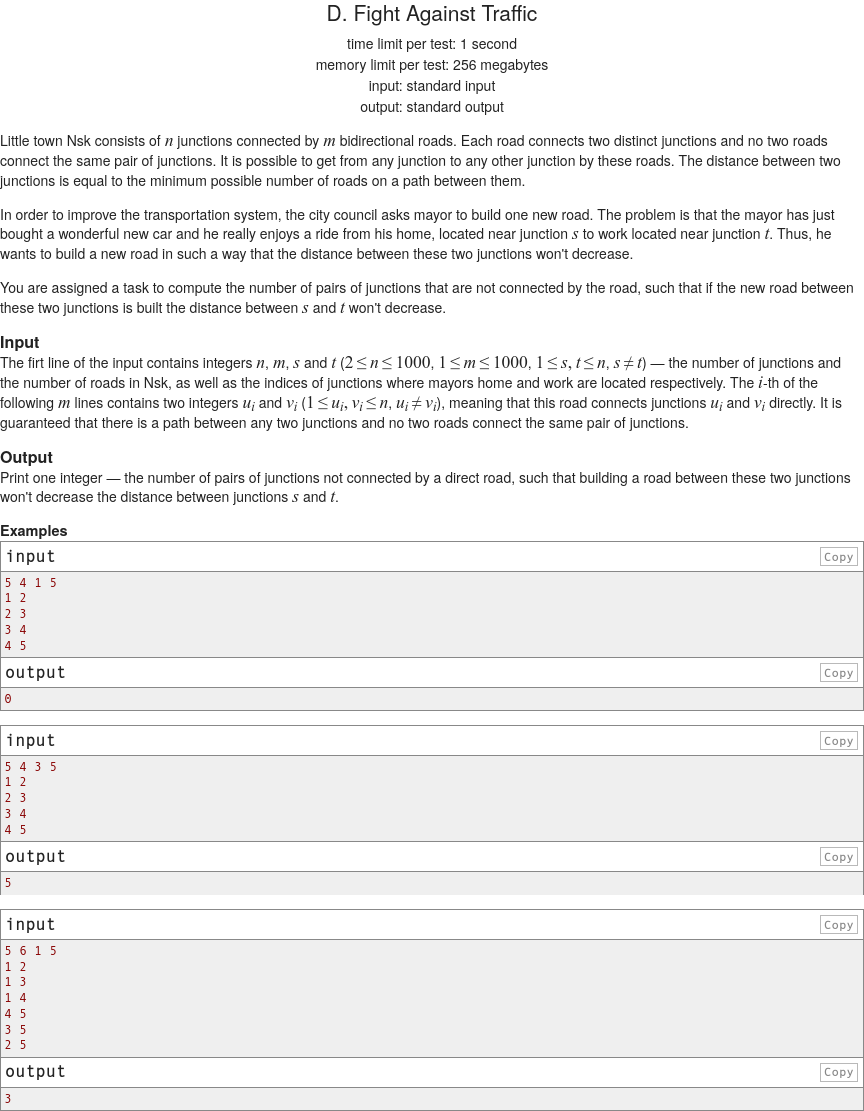 D. Fight Against Traffic
time limit per test: 1 second
memory limit per test: 256 megabytes
input: standard input
output: standard output
Little town Nsk consists of n junctions connected by m bidirectional roads. Each road connects two distinct junctions and no two roads
connect the same pair of junctions. It is possible to get from any junction to any other junction by these roads. The distance between two
junctions is equal to the minimum possible number of roads on a path between them.
In order to improve the transportation system, the city council asks mayor to build one new road. The problem is that the mayor has just
bought a wonderful new car and he really enjoys a ride from his home, located near junction s to work located near junction t. Thus, he
wants to build a new road in such a way that the distance between these two junctions won't decrease.
You are assigned a task to compute the number of pairs of junctions that are not connected by the road, such that if the new road between
these two junctions is built the distance between s and t won't decrease.
Input
The firt line of the input contains integers n, m, s and t (2 ≤ n ≤ 1000, 1 ≤ m ≤ 1000, 1 ≤ s, t ≤ n, s ≠ t) — the number of junctions and
the number of roads in Nsk, as well as the indices of junctions where mayors home and work are located respectively. The i-th of the
following m lines contains two integers u_i and v_i (1 ≤ u_i, v_i ≤ n, u_i ≠ v_i), meaning that this road connects junctions u_i and v_i directly. It is
guaranteed that there is a path between any two junctions and no two roads connect the same pair of junctions.
Output
Print one integer — the number of pairs of junctions not connected by a direct road, such that building a road between these two junctions
won't decrease the distance between junctions s and t.
Examples
input Copy
5 4 1 5
1 2
2 3
3 4
4 5
output Copy
0
input Copy
5 4 3 5
1 2
2 3
3 4
4 5
output Copy
5
input Copy
5 6 1 5
1 2
1 3
1 4
4 5
3 5
2 5
output Copy
3